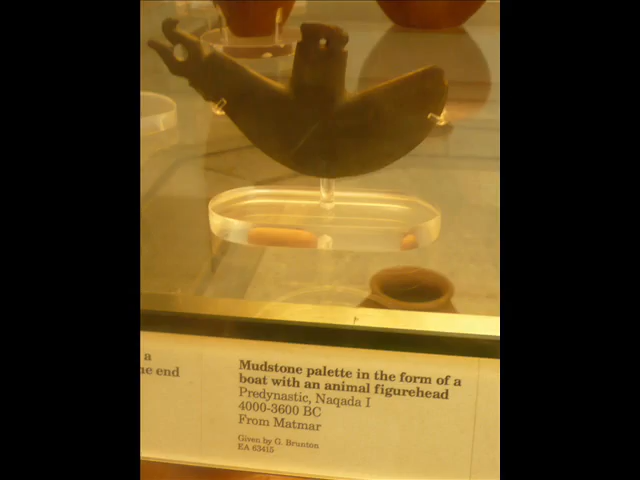 a
he end
Mudstone palette in the form of a
boat with an animal figurehead
Predynastic, Naqada I
4000-3600 BC
From Matmar
Given by G. Brunton
EA 63415